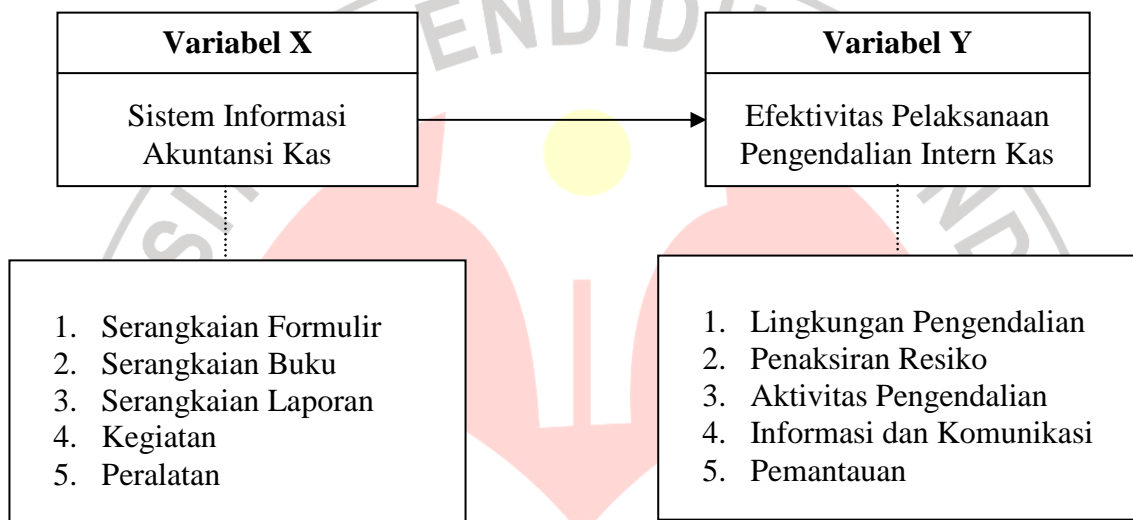 Variabel X
Sistem Informasi
Akuntansi Kas
Variabel Y
Efektivitas Pelaksanaan
Pengendalian Intern Kas
1. Serangkaian Formulir
2. Serangkaian Buku
3. Serangkaian Laporan
4. Kegiatan
5. Peralatan
1. Lingkungan Pengendalian
2. Penaksiran Resiko
3. Aktivitas Pengendalian
4. Informasi dan Komunikasi
5. Pemantauan